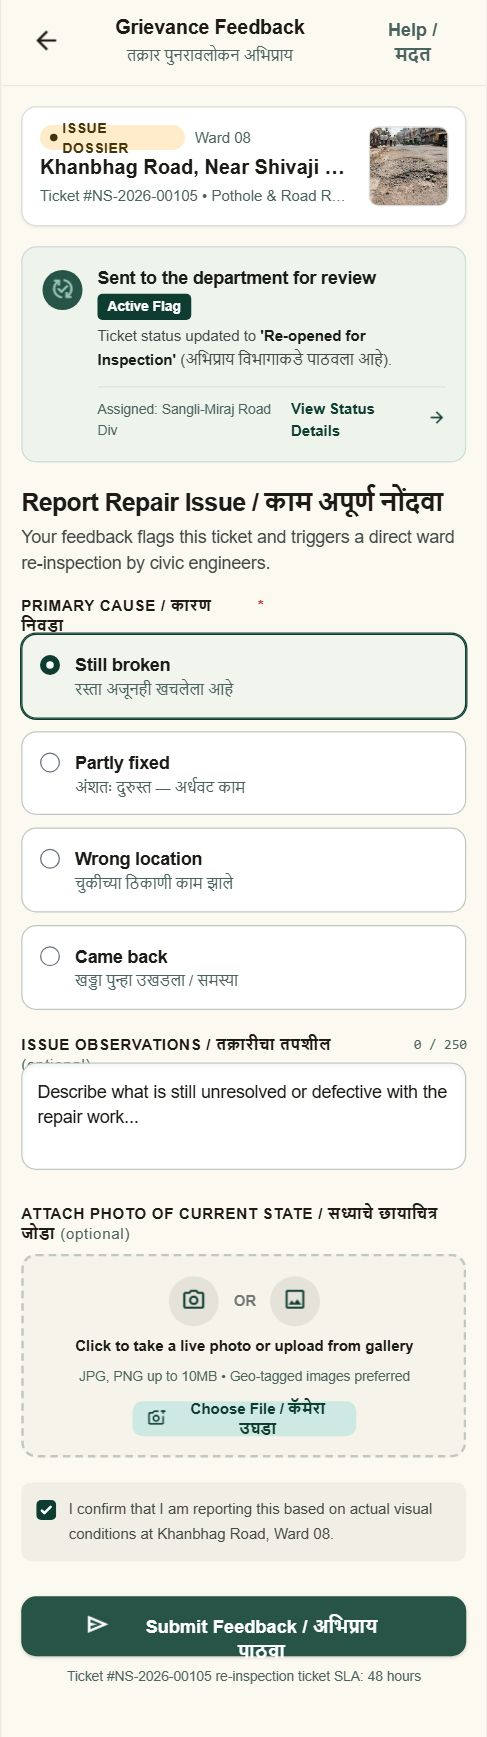 Grievance Feedback
तक्रार पुनरावलोकन अभिप्राय
Help /
मदत
ISSUE
DOSSIER
Ward 08
Khanbhag Road, Near Shivaji ...
Ticket #NS-2026-00105 • Pothole & Road R...
Sent to the department for review
Active Flag
Ticket status updated to 'Re-opened for
Inspection' (अभिप्राय विभागाकडे पाठवला आहे).
Assigned: Sangli-Miraj Road
Div
View Status
Details
Report Repair Issue / काम अपूर्ण नोंदवा
Your feedback flags this ticket and triggers a direct ward
re-inspection by civic engineers.
PRIMARY CAUSE / कारण
निवडा
*
Still broken
रस्ता अजूनही खचलेला आहे
Partly fixed
अंशतः दुरुस्त — अर्धवट काम
Wrong location
चुकीच्या ठिकाणी काम झाले
Came back
खड्डा पुन्हा उखडला / समस्या
ISSUE OBSERVATIONS / तक्रारीचा तपशील
(optional)
0 / 250
Describe what is still unresolved or defective with the
repair work...
ATTACH PHOTO OF CURRENT STATE / सध्याचे छायाचित्र
जोडा (optional)
OR
Click to take a live photo or upload from gallery
JPG, PNG up to 10MB • Geo-tagged images preferred
Choose File / कॅमेरा
उघडा
I confirm that I am reporting this based on actual visual
conditions at Khanbhag Road, Ward 08.
Submit Feedback / अभिप्राय
पाठवा
Ticket #NS-2026-00105 re-inspection ticket SLA: 48 hours